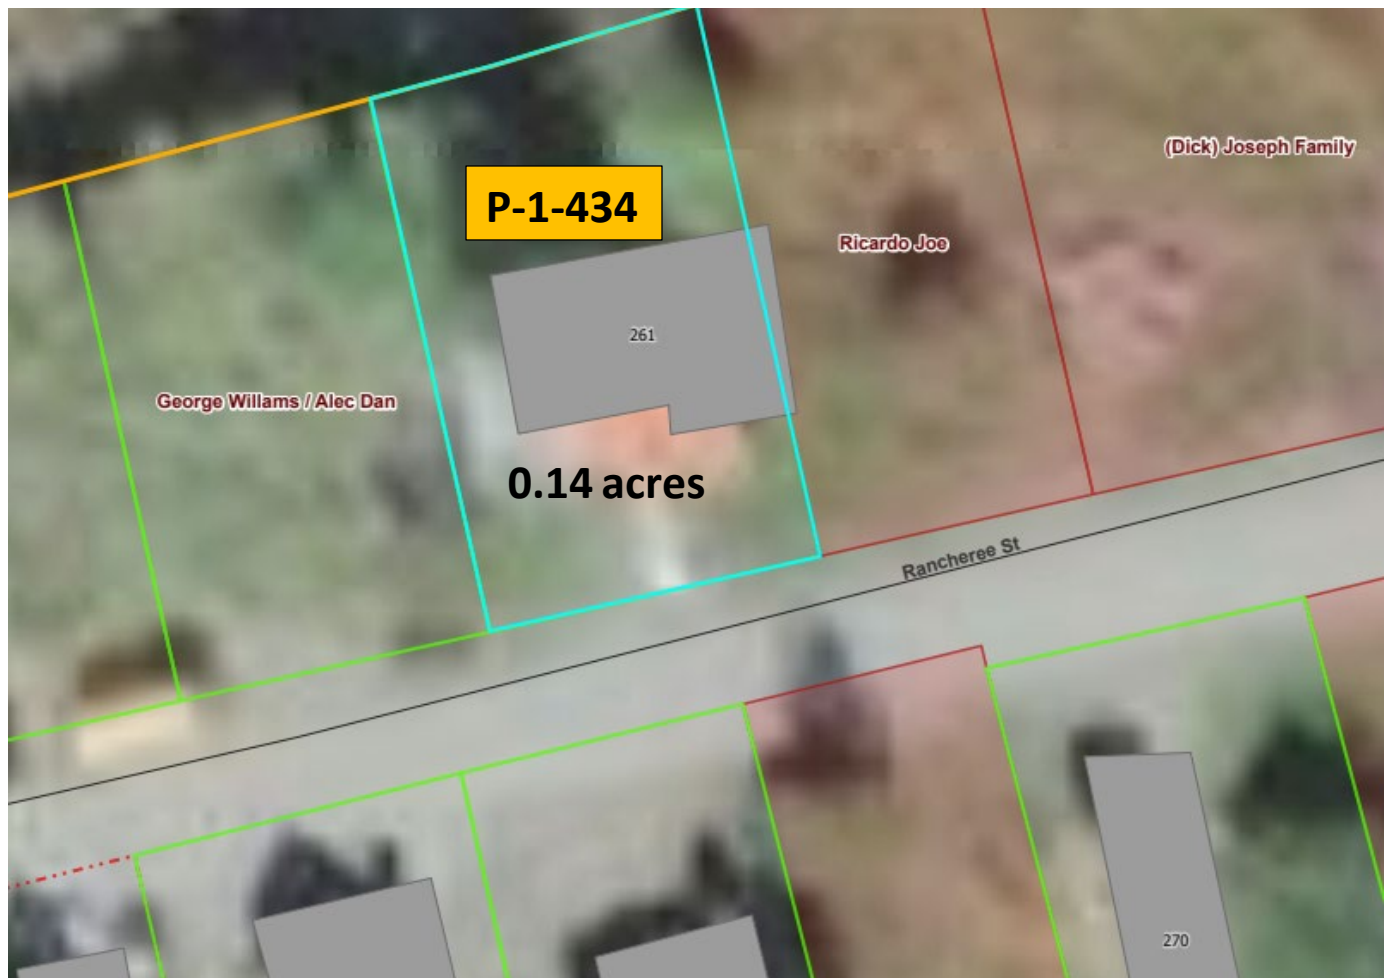 (Dick) Joseph Family
P-1-434
Ricardo Joe
261
George Willams / Alec Dan
0.14 acres
Rancheree St
270